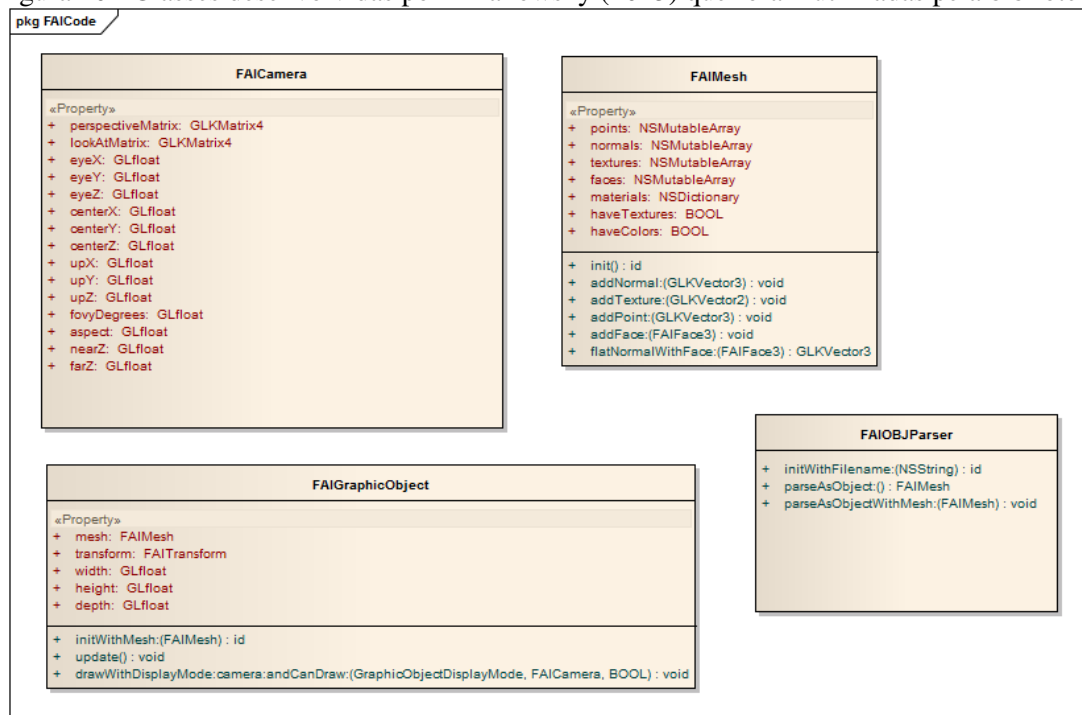 pkg FAICode
FAICamera
«Property»
+ perspectiveMatrix: GLKMatrix4
+ lookAtMatrix: GLKMatrix4
+ eyeX: GLfloat
+ eyeY: GLfloat
+ eyeZ: GLfloat
+ centerX: GLfloat
+ centerY: GLfloat
+ centerZ: GLfloat
+ upX: GLfloat
+ upY: GLfloat
+ upZ: GLfloat
+ fovyDegrees: GLfloat
+ aspect: GLfloat
+ nearZ: GLfloat
+ farZ: GLfloat
FAIMesh
«Property»
+ points: NSMutableArray
+ normals: NSMutableArray
+ textures: NSMutableArray
+ faces: NSMutableArray
+ materials: NSDictionary
+ haveTextures: BOOL
+ haveColors: BOOL
+ init() : id
+ addNormal:(GLKVector3) : void
+ addTexture:(GLKVector2) : void
+ addPoint:(GLKVector3) : void
+ addFace:(FAIFace3) : void
+ flatNormalWithFace:(FAIFace3) : GLKVector3
FAIOBJParser
+ initWithFilename:(NSString) : id
+ parseAsObject:() : FAIMesh
+ parseAsObjectWithMesh:(FAIMesh) : void
FAIGraphicObject
«Property»
+ mesh: FAIMesh
+ transform: FAITransform
+ width: GLfloat
+ height: GLfloat
+ depth: GLfloat
+ initWithMesh:(FAIMesh) : id
+ update() : void
+ drawWithDisplayMode:camera:andCanDraw:(GraphicObjectDisplayMode, FAICamera, BOOL) : void